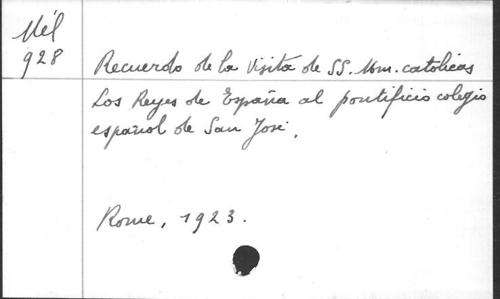 Mél
928
Recuerdo de la visita de SS. Mm. catolicas
Los Reyes de España al pontificio colegio
español de San José.
Rome, 1923.